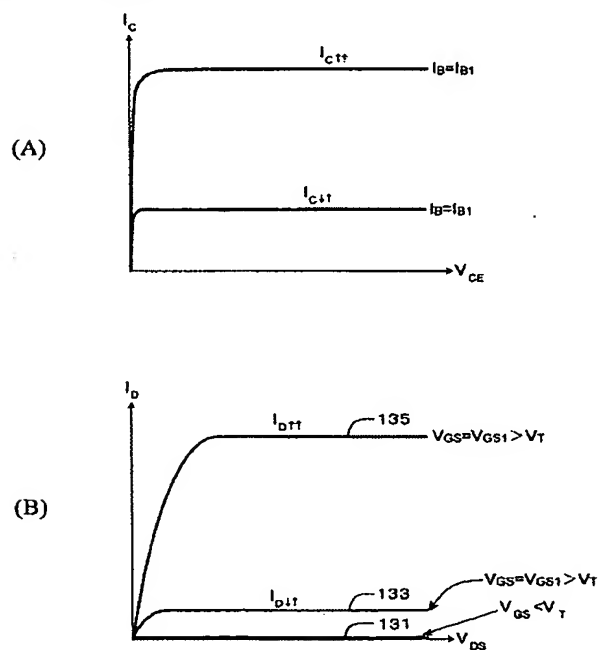 I_C
I_C↑↑
I_B=I_B1
(A)
I_C↓↑
I_B=I_B1
V_CE
I_D
I_D↑↑
135
V_GS=V_GS1>V_T
(B)
I_D↓↑
133
V_GS=V_GS1>V_T
131
V_GS<V_T
V_DS